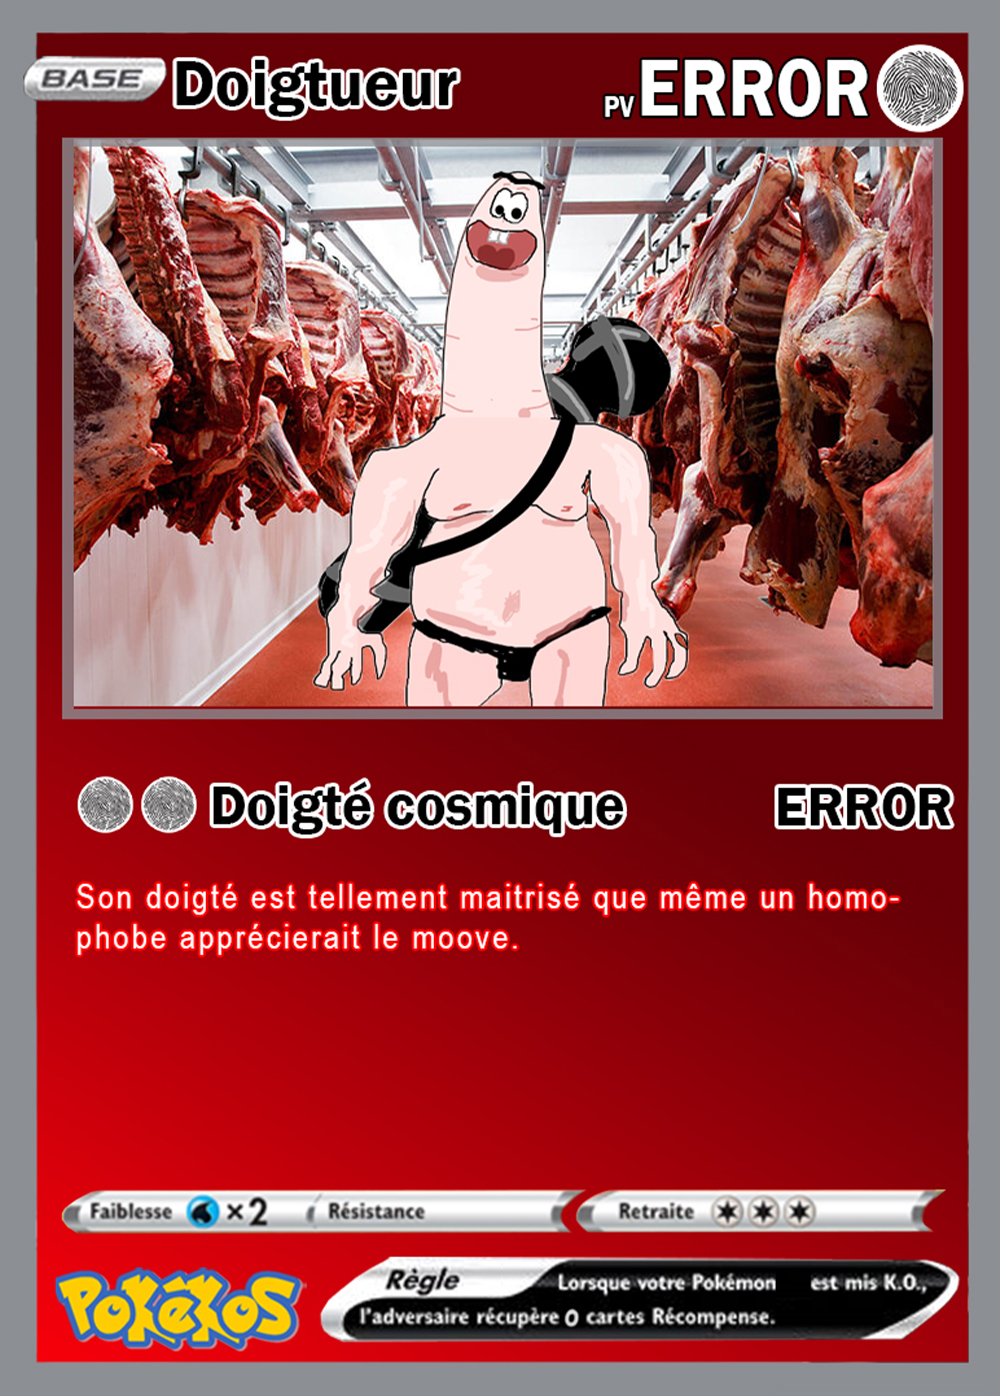 BASE Doigtueur PV ERROR
Doigté cosmique ERROR
Son doigté est tellement maitrisé que même un homo-
phobe apprécierait le moove.
Faiblesse ×2 Résistance Retraite
POKéKOS Règle Lorsque votre Pokémon est mis K.O.,
l'adversaire récupère 0 cartes Récompense.